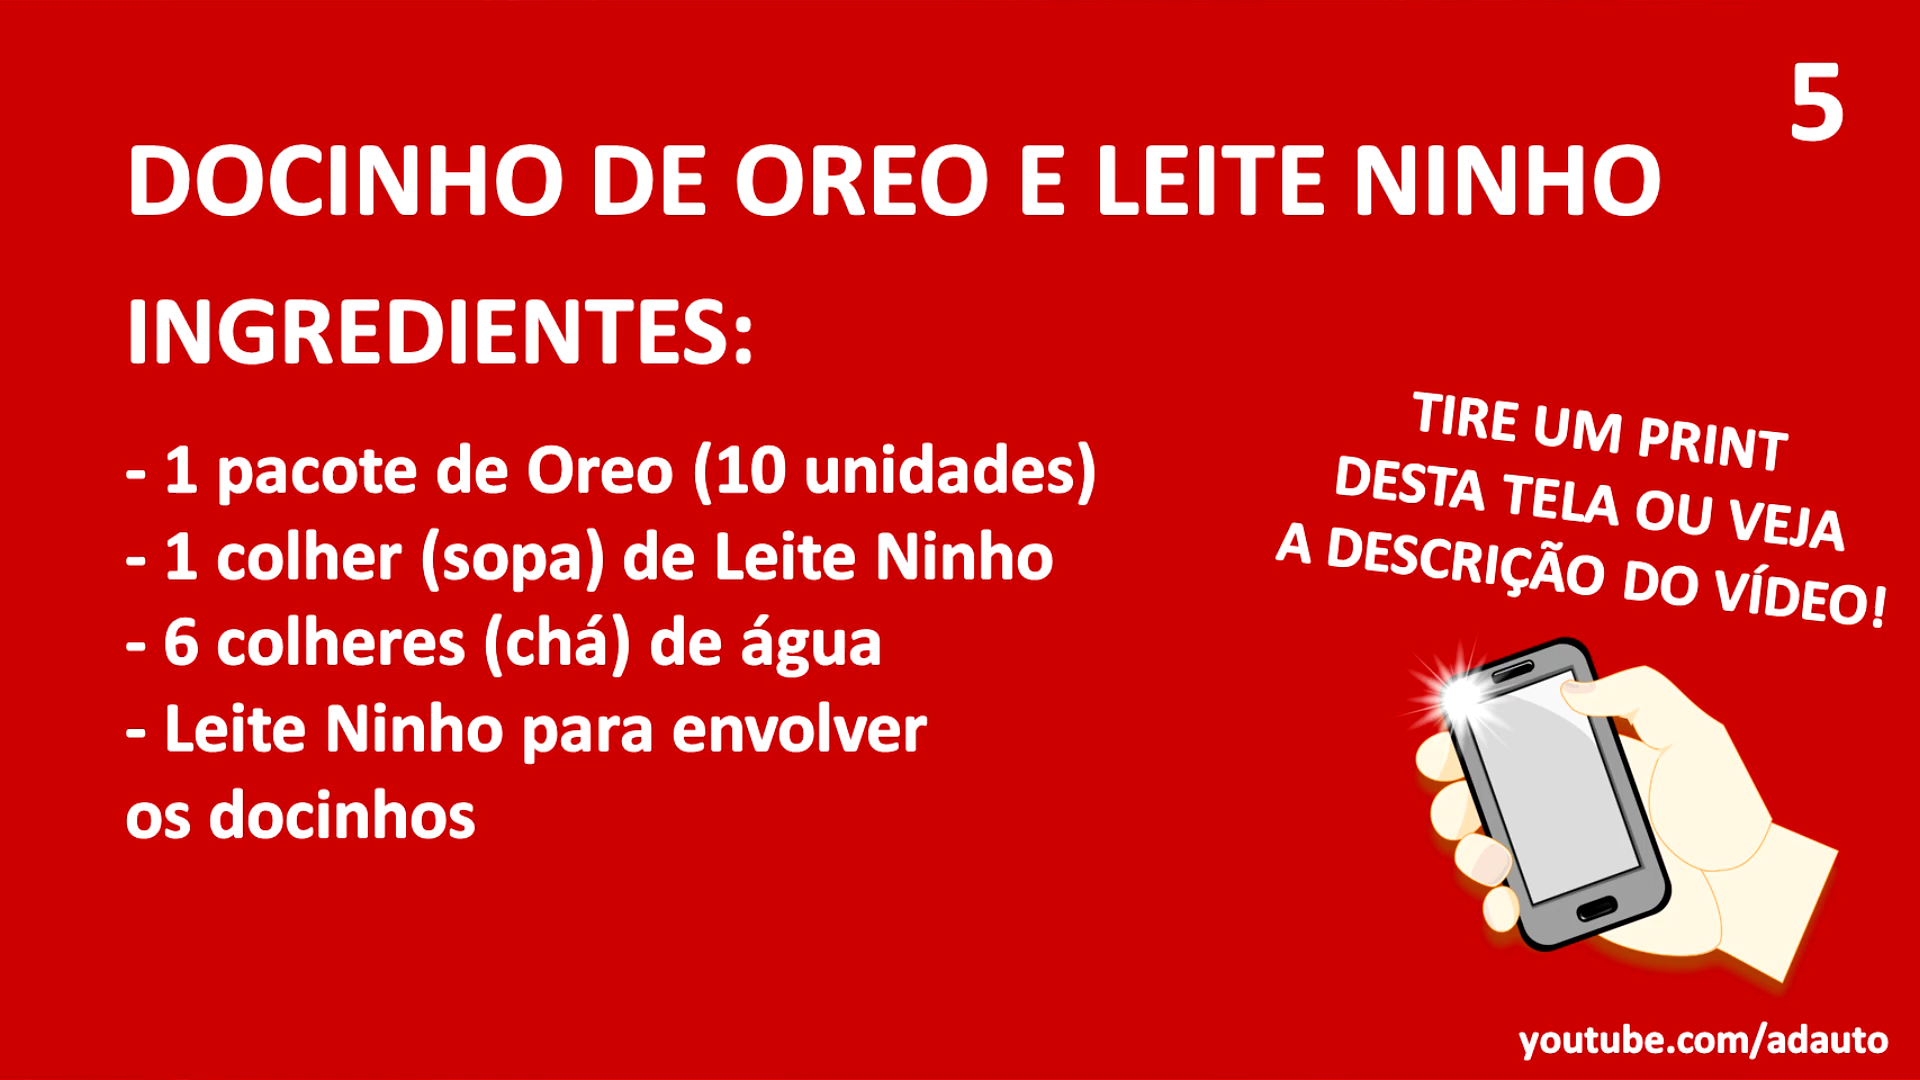 5
DOCINHO DE OREO E LEITE NINHO
INGREDIENTES:
- 1 pacote de Oreo (10 unidades)
- 1 colher (sopa) de Leite Ninho
- 6 colheres (chá) de água
- Leite Ninho para envolver
os docinhos
TIRE UM PRINT
DESTA TELA OU VEJA
A DESCRIÇÃO DO VÍDEO!
youtube.com/adauto